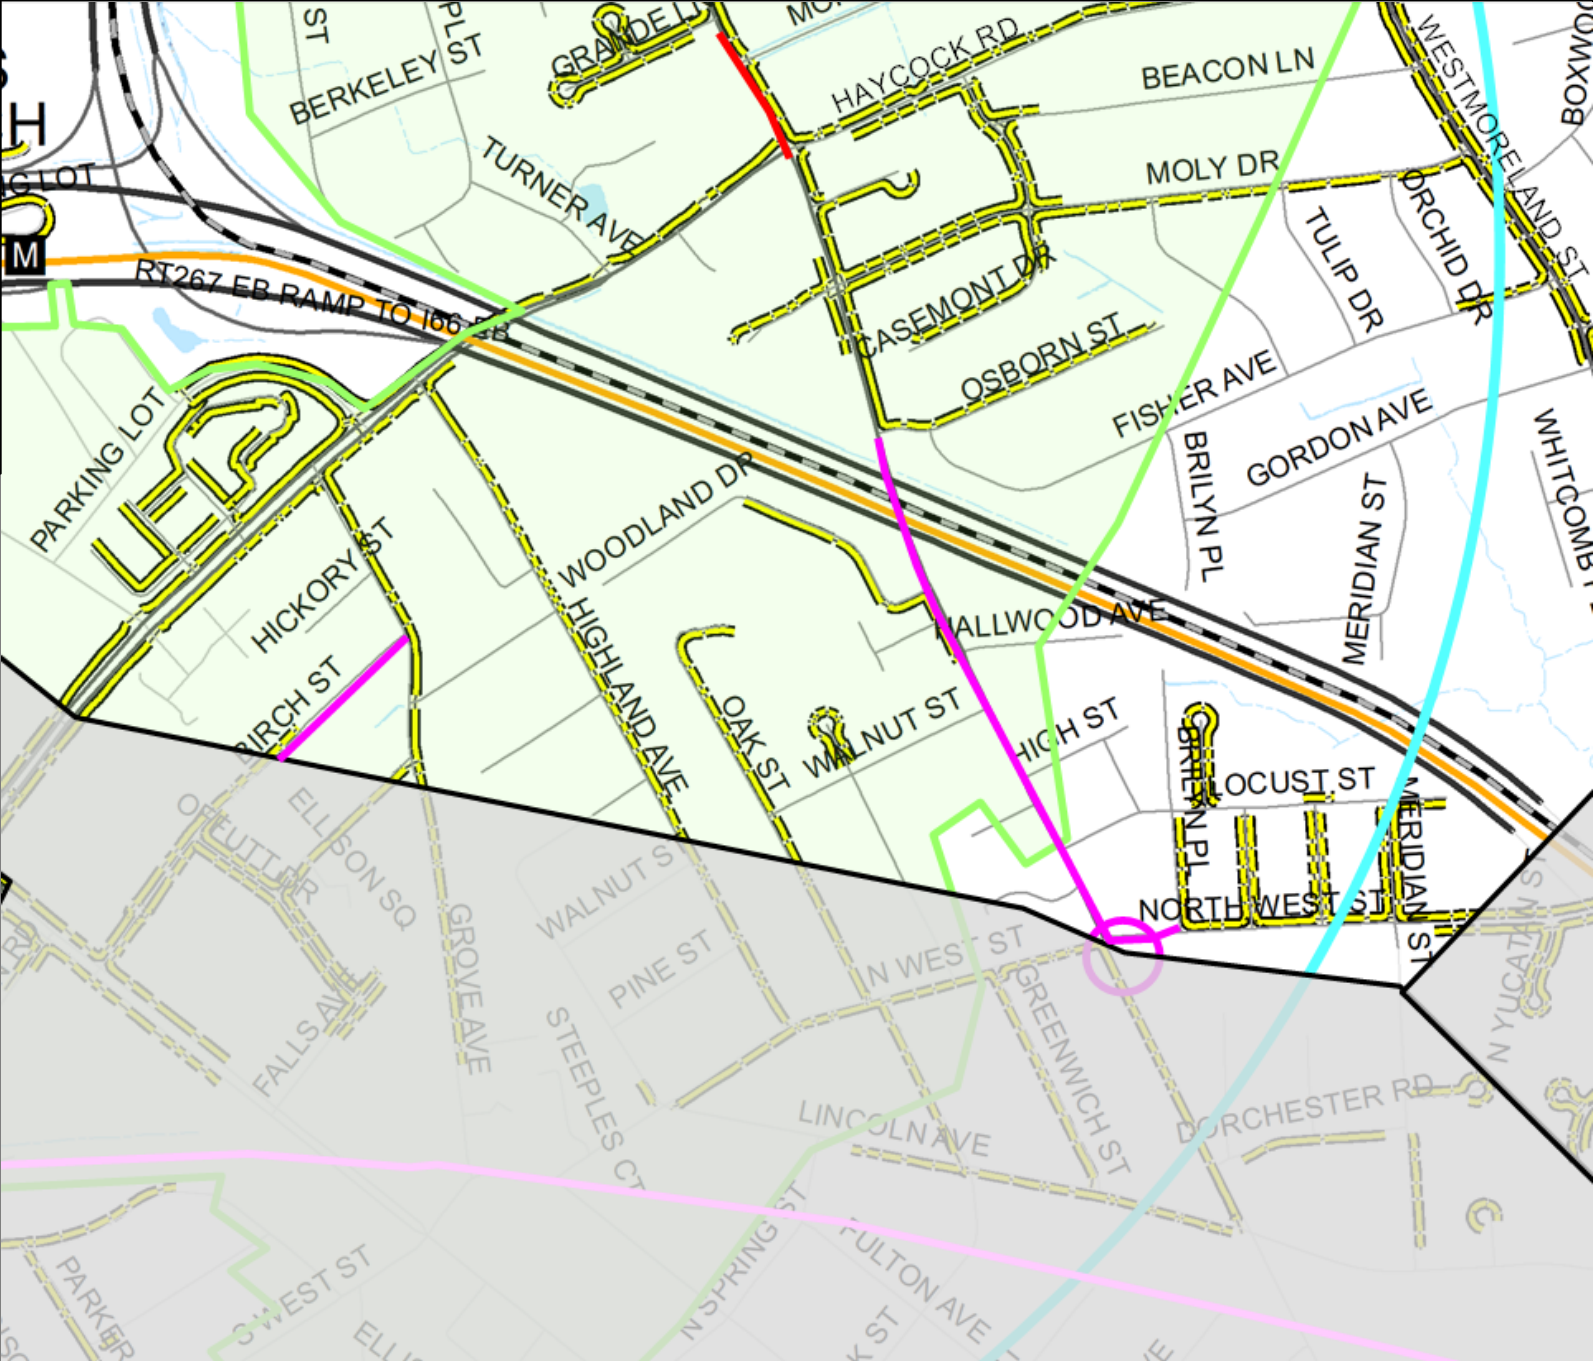 ST
PL
GRANDE LN
HAYCOCK RD
BERKELEY ST
BEACON LN
WESTMORELAND ST
H
TURNER AVE
MOLY DR
ORCHID DR
TULIP DR
M
RT267 EB RAMP TO I66 EB
CASEMONT DR
OSBORN ST
FISHER AVE
GORDON AVE
PARKING LOT
BRILYN PL
MERIDIAN ST
WOODLAND DR
HICKORY ST
HALLWOOD AVE
HIGHLAND AVE
BIRCH ST
OAK ST
WALNUT ST
HIGH ST
BRILYN PL
LOCUST ST
MERIDIAN ST
NORTH WEST ST
OFFUTT DR
ELLISON SQ
WALNUT S
GROVE AVE
PINE ST
N WEST ST
GREENWICH ST
FALLS AVE
STEEPLES CT
LINCOLN AVE
DORCHESTER RD
N YUCATAN S
N SPRING ST
FULTON AVE
PARKER
S WEST ST
K ST